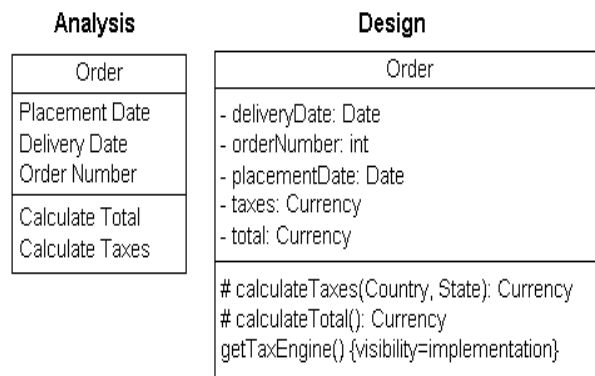 Analysis
Order
Placement Date
Delivery Date
Order Number
Calculate Total
Calculate Taxes
Design
Order
- deliveryDate: Date
- orderNumber: int
- placementDate: Date
- taxes: Currency
- total: Currency
# calculateTaxes(Country, State): Currency
# calculateTotal(): Currency
getTaxEngine() {visibility=implementation}